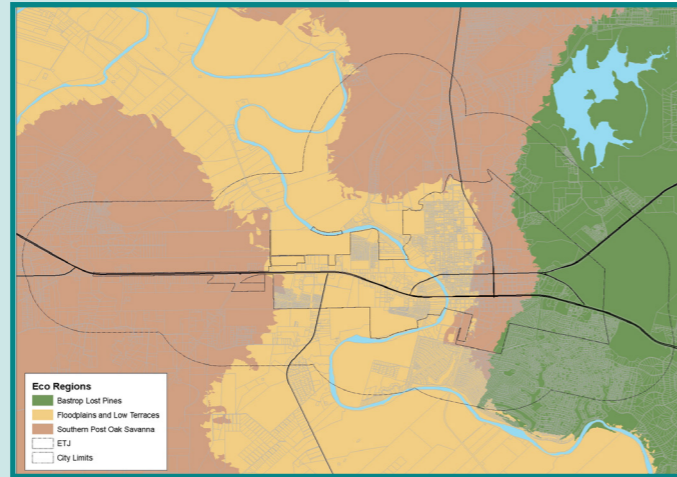 Eco Regions
Bastrop Lost Pines
Floodplains and Low Terraces
Southern Post Oak Savanna
ETJ
City Limits